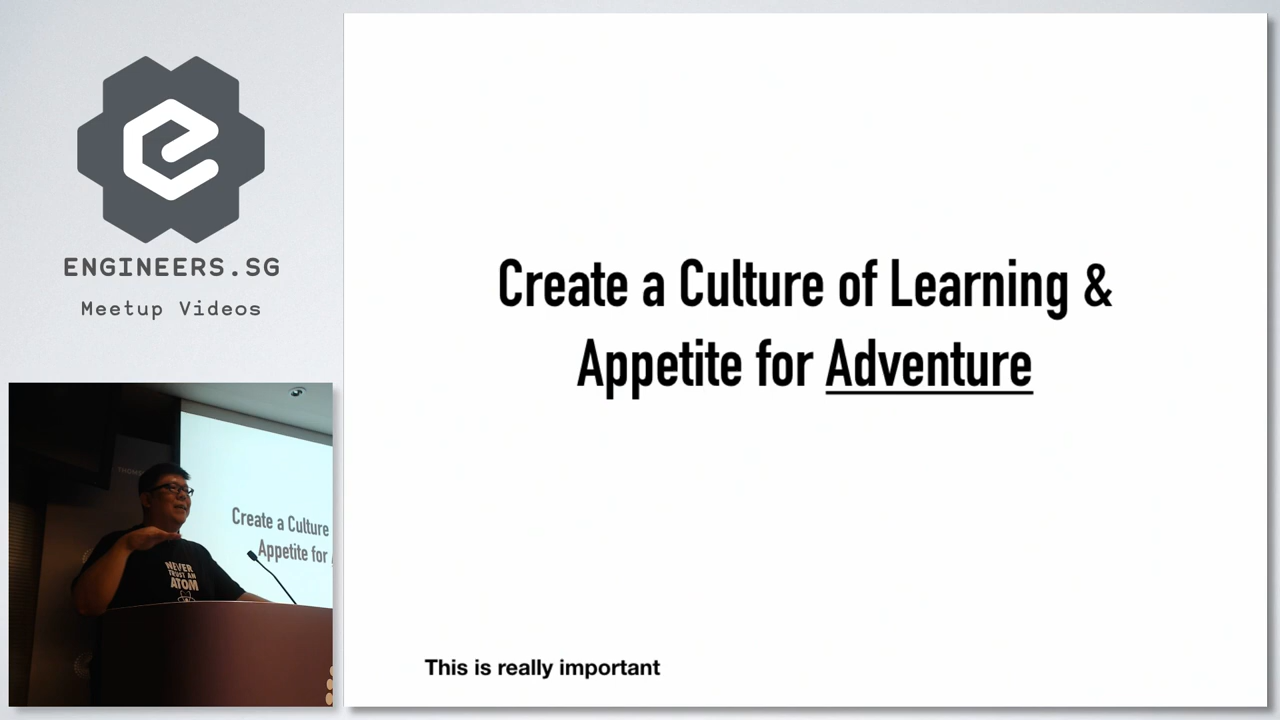 ENGINEERS.SG
Meetup Videos
Create a Culture of Learning &
Appetite for Adventure
This is really important
Create a Culture
Appetite for
NEVER
TRUST AN
ATOM